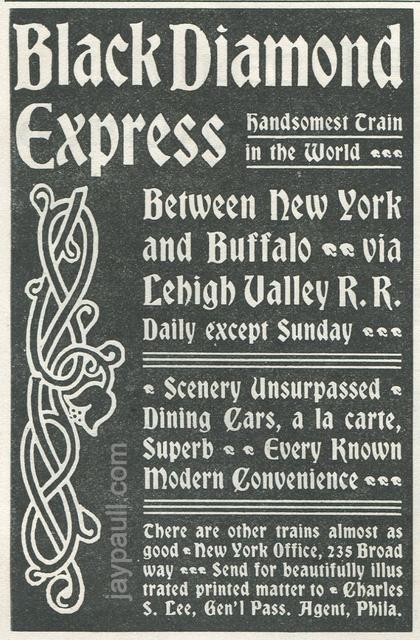 Black Diamond
Express
Handsomest Train
in the World
Between New York
and Buffalo via
Lehigh Valley R. R.
Daily except Sunday
Scenery Unsurpassed
Dining Cars, a la carte,
Superb Every Known
Modern Convenience
There are other trains almost as
good New York Office, 235 Broad
way Send for beautifully illus
trated printed matter to Charles
S. Lee, Gen'l Pass. Agent, Phila.
jaypaull.com